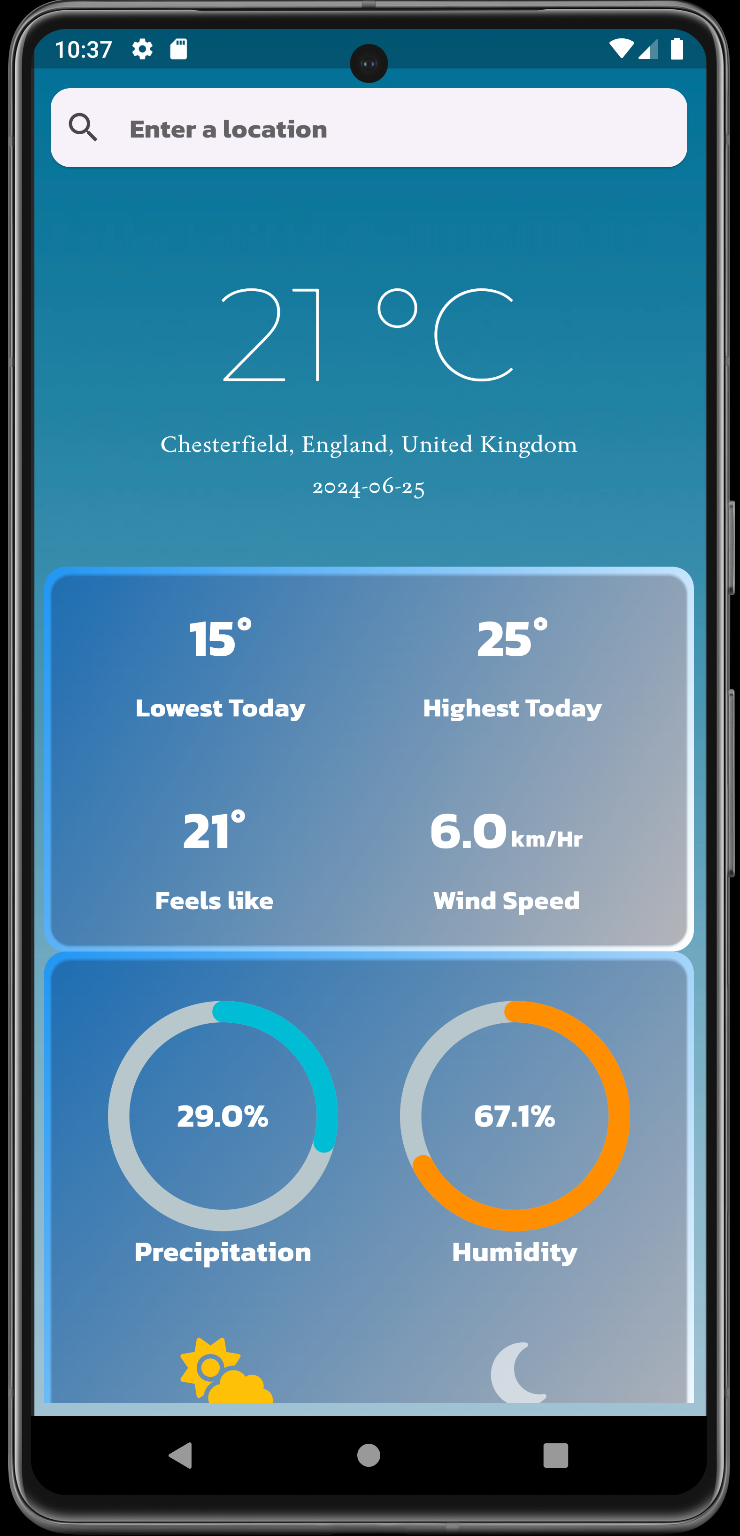 10:37
Enter a location
21 °C
Chesterfield, England, United Kingdom
2024-06-25
15° 25°
Lowest Today Highest Today
21° 6.0 km/Hr
Feels like Wind Speed
29.0% 67.1%
Precipitation Humidity